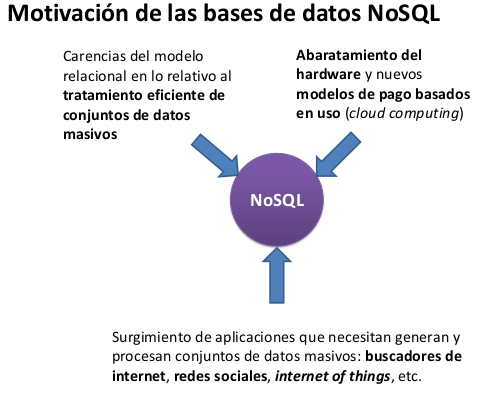 Motivación de las bases de datos NoSQL
Carencias del modelo
relacional en lo relativo al
tratamiento eficiente de
conjuntos de datos
masivos
Abaratamiento del
hardware y nuevos
modelos de pago basados
en uso (cloud computing)
NoSQL
Surgimiento de aplicaciones que necesitan generan y
procesan conjuntos de datos masivos: buscadores de
internet, redes sociales, internet of things, etc.